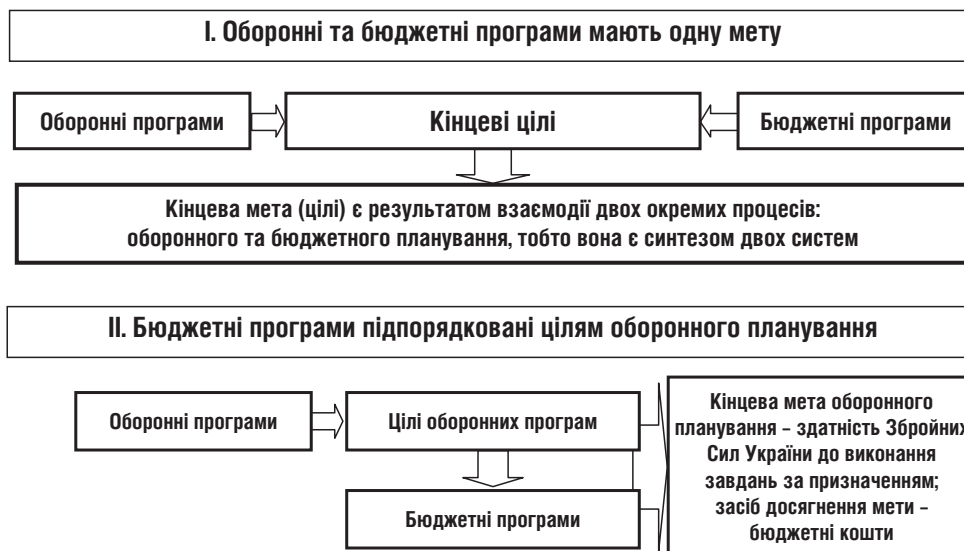 І. Оборонні та бюджетні програми мають одну мету
Оборонні програми
Кінцеві цілі
Бюджетні програми
Кінцева мета (цілі) є результатом взаємодії двох окремих процесів:
оборонного та бюджетного планування, тобто вона є синтезом двох систем
ІІ. Бюджетні програми підпорядковані цілям оборонного планування
Оборонні програми
Цілі оборонних програм
Бюджетні програми
Кінцева мета оборонного
планування – здатність Збройних
Сил України до виконання
завдань за призначенням;
засіб досягнення мети –
бюджетні кошти